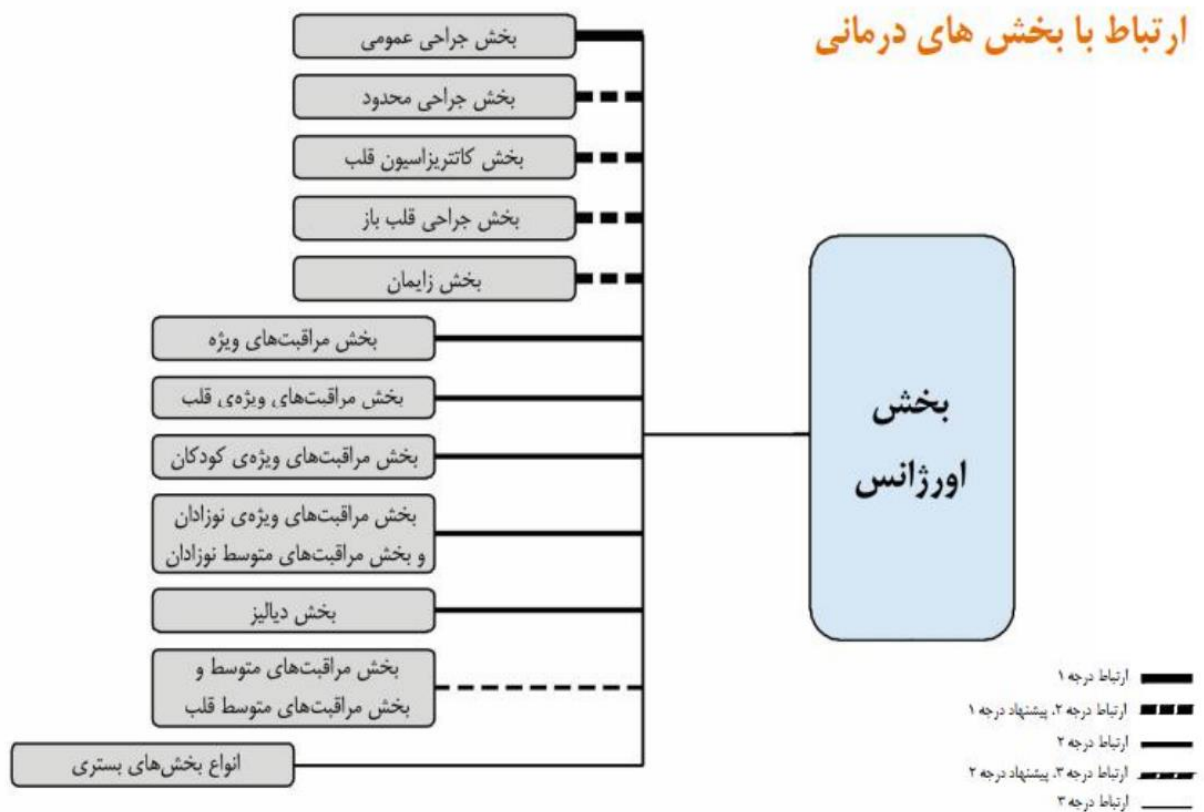 ارتباط با بخش های درمانی
بخش جراحی عمومی
بخش جراحی محدود
بخش کاتتریزاسیون قلب
بخش جراحی قلب باز
بخش زایمان
بخش مراقبت‌های ویژه
بخش مراقبت‌های ویژه‌ی قلب
بخش مراقبت‌های ویژه‌ی کودکان
بخش مراقبت‌های ویژه‌ی نوزادان
و بخش مراقبت‌های متوسط نوزادان
بخش دیالیز
بخش مراقبت‌های متوسط و
بخش مراقبت‌های متوسط قلب
انواع بخش‌های بستری
بخش
اورژانس
ارتباط درجه ۱
ارتباط درجه ۲، پیشنهاد درجه ۱
ارتباط درجه ۲
ارتباط درجه ۳، پیشنهاد درجه ۲
ارتباط درجه ۳